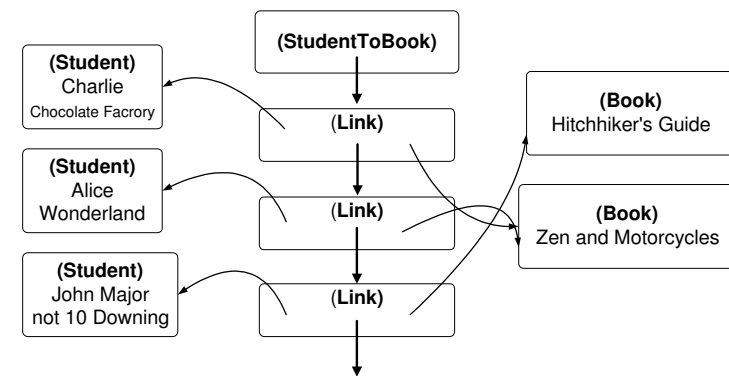 (StudentToBook)
(Student)
Charlie
Chocolate Facrory
(Link)
(Book)
Hitchhiker's Guide
(Student)
Alice
Wonderland
(Link)
(Book)
Zen and Motorcycles
(Student)
John Major
not 10 Downing
(Link)